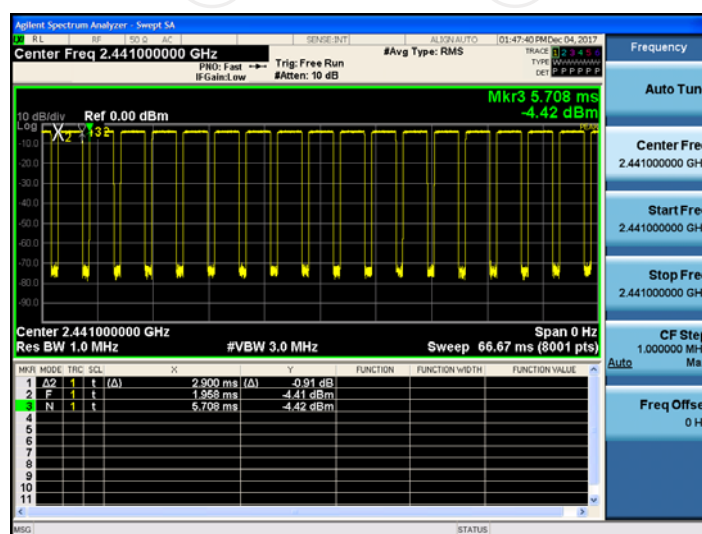 Agilent Spectrum Analyzer - Swept SA
RL RF 50 Ω AC SENSE:INT ALIGN AUTO 01:47:40 PM Dec 04, 2017
Center Freq 2.441000000 GHz
#Avg Type: RMS
TRACE 1 2 3 4 5 6
PNO: Fast Trig: Free Run
TYPE WWWWWW
IFGain:Low #Atten: 10 dB
DET P P P P P P
Mkr3 5.708 ms
-4.42 dBm
10 dB/div Ref 0.00 dBm
Log
PEAK
X2 132
-10.0
-20.0
-30.0
-40.0
-50.0
-60.0
-70.0
-80.0
-90.0
Center 2.441000000 GHz Span 0 Hz
Res BW 1.0 MHz #VBW 3.0 MHz Sweep 66.67 ms (8001 pts)
MKR MODE TRC SCL X Y FUNCTION FUNCTION WIDTH FUNCTION VALUE
1 Δ2 1 t (Δ) 2.900 ms (Δ) -0.91 dB
2 F 1 t 1.958 ms -4.41 dBm
3 N 1 t 5.708 ms -4.42 dBm
4
5
6
7
8
9
10
11
MSG STATUS
Frequency
Auto Tun
Center Fre
2.441000000 GH
Start Fre
2.441000000 GH
Stop Fre
2.441000000 GH
CF Step
1.000000 MH
Auto Ma
Freq Offse
0 H